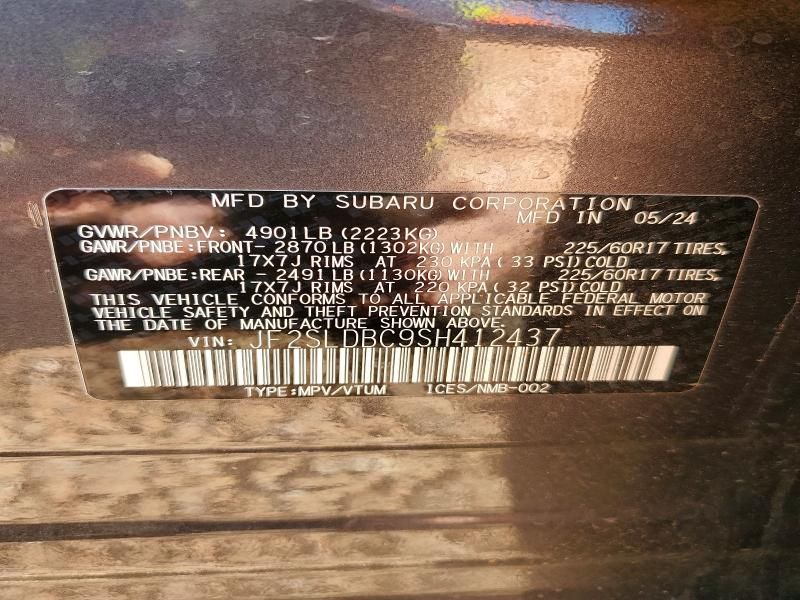 MFD BY SUBARU CORPORATION
MFD IN 05/24
GVWR/PNBV: 4901LB (2223KG)
GAWR/PNBE:FRONT- 2870LB(1302KG)WITH 225/60R17 TIRES,
17X7J RIMS AT 230 KPA ( 33 PSI)COLD
GAWR/PNBE:REAR - 2491LB(1130KG)WITH 225/60R17 TIRES,
17X7J RIMS AT 220 KPA ( 32 PSI)COLD
THIS VEHICLE CONFORMS TO ALL APPLICABLE FEDERAL MOTOR
VEHICLE SAFETY AND THEFT PREVENTION STANDARDS IN EFFECT ON
THE DATE OF MANUFACTURE SHOWN ABOVE.
VIN: JF2SLDBC9SH412437
TYPE:MPV/VTUM ICES/NMB-002